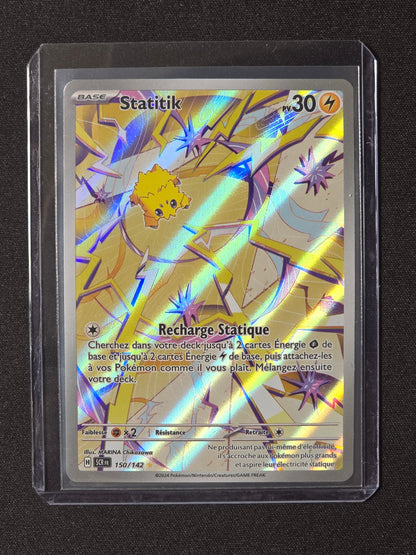 BASE
Statitik
PV 30
Recharge Statique
Cherchez dans votre deck jusqu'à 2 cartes Énergie de
base et jusqu'à 2 cartes Énergie de base, puis attachez-les
à vos Pokémon comme il vous plaît. Mélangez ensuite
votre deck.
Faiblesse ×2 Résistance Retraite
Illus. MARINA Chikazawa
H SCR FR 150/142
Ne produisant pas lui-même d'électricité,
il s'accroche aux Pokémon plus grands
et aspire leur électricité statique.
©2024 Pokémon/Nintendo/Creatures/GAME FREAK